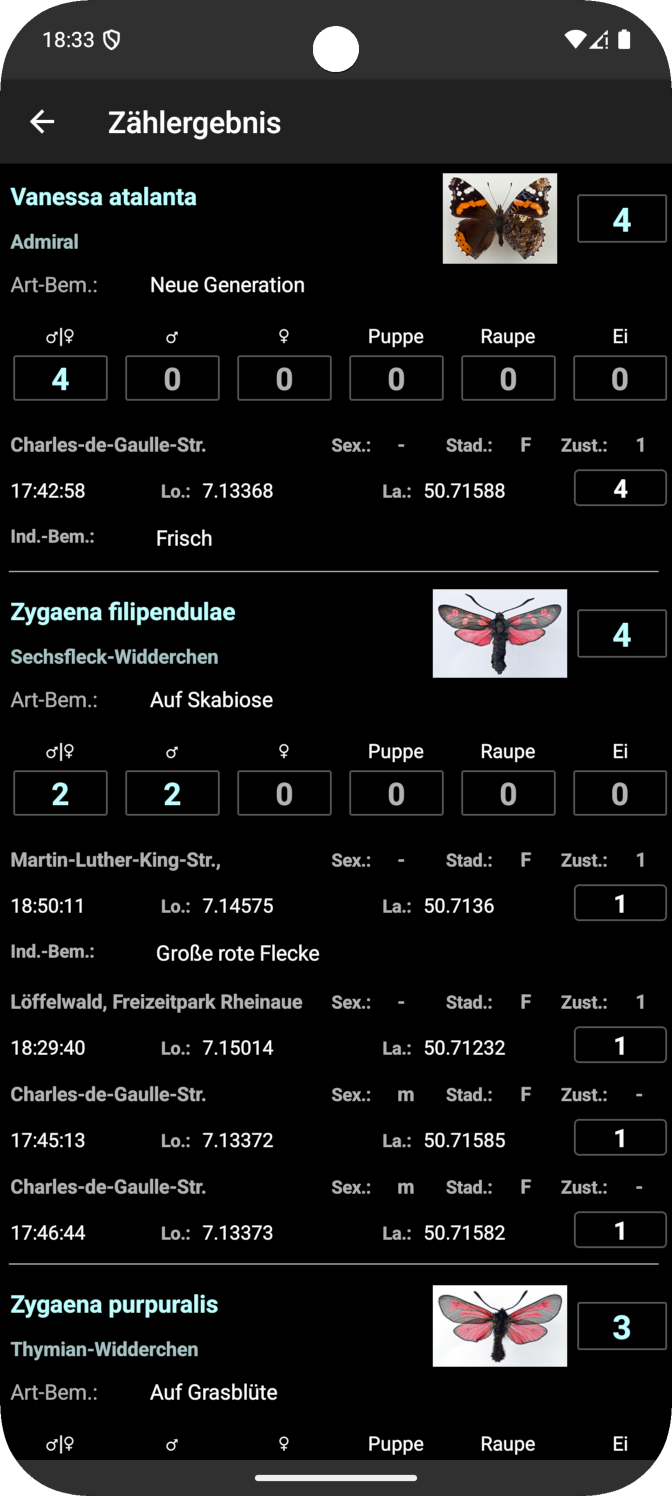 18:33
Zählergebnis
Vanessa atalanta
4
Admiral
Art-Bem.: Neue Generation
♂|♀ ♂ ♀ Puppe Raupe Ei
4 0 0 0 0 0
Charles-de-Gaulle-Str. Sex.: - Stad.: F Zust.: 1
17:42:58 Lo.: 7.13368 La.: 50.71588 4
Ind.-Bem.: Frisch
Zygaena filipendulae
4
Sechsfleck-Widderchen
Art-Bem.: Auf Skabiose
♂|♀ ♂ ♀ Puppe Raupe Ei
2 2 0 0 0 0
Martin-Luther-King-Str., Sex.: - Stad.: F Zust.: 1
18:50:11 Lo.: 7.14575 La.: 50.7136 1
Ind.-Bem.: Große rote Flecke
Löffelwald, Freizeitpark Rheinaue Sex.: - Stad.: F Zust.: 1
18:29:40 Lo.: 7.15014 La.: 50.71232 1
Charles-de-Gaulle-Str. Sex.: m Stad.: F Zust.: -
17:45:13 Lo.: 7.13372 La.: 50.71585 1
Charles-de-Gaulle-Str. Sex.: m Stad.: F Zust.: -
17:46:44 Lo.: 7.13373 La.: 50.71582 1
Zygaena purpuralis
3
Thymian-Widderchen
Art-Bem.: Auf Grasblüte
♂|♀ ♂ ♀ Puppe Raupe Ei